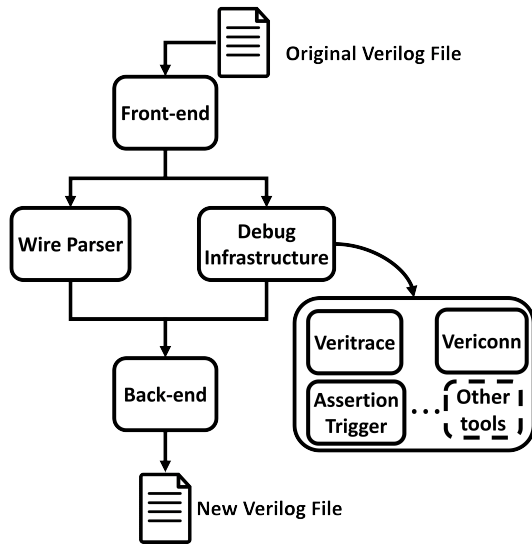 Original Verilog File
Front-end
Wire Parser
Debug
Infrastructure
Veritrace
Vericonn
Assertion
Trigger
...
Other
tools
Back-end
New Verilog File